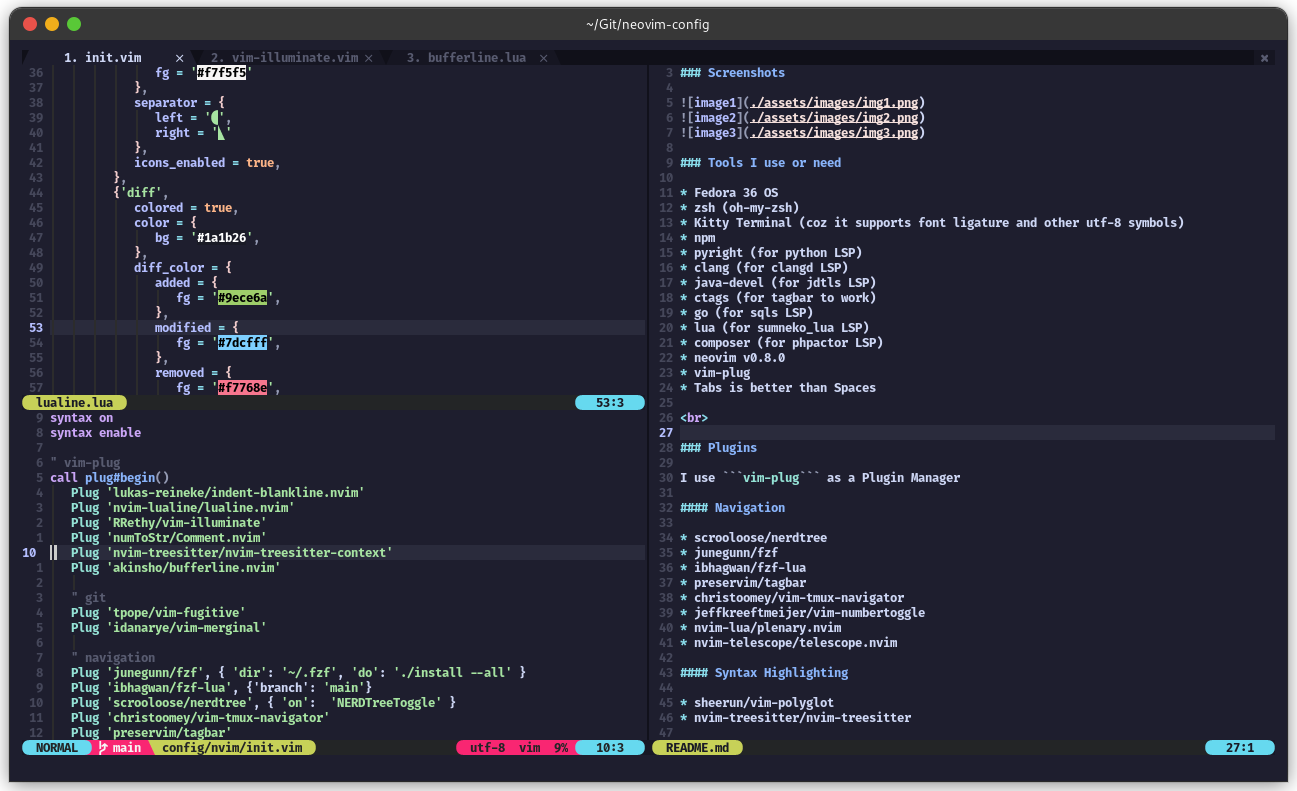 ~/Git/neovim-config
1. init.vim × 2. vim-illuminate.vim × 3. bufferline.lua ×
36 fg = '#f7f5f5'
37 },
38 separator = {
39 left = '',
40 right = ''
41 },
42 icons_enabled = true,
43 },
44 {'diff',
45 colored = true,
46 color = {
47 bg = '#1a1b26',
48 },
49 diff_color = {
50 added = {
51 fg = '#9ece6a',
52 },
53 modified = {
54 fg = '#7dcfff',
55 },
56 removed = {
57 fg = '#f7768e',
lualine.lua 53:3
9 syntax on
8 syntax enable
7
6 " vim-plug
5 call plug#begin()
4 Plug 'lukas-reineke/indent-blankline.nvim'
3 Plug 'nvim-lualine/lualine.nvim'
2 Plug 'RRethy/vim-illuminate'
1 Plug 'numToStr/Comment.nvim'
10 Plug 'nvim-treesitter/nvim-treesitter-context'
1 Plug 'akinsho/bufferline.nvim'
2
3 " git
4 Plug 'tpope/vim-fugitive'
5 Plug 'idanarye/vim-merginal'
6
7 " navigation
8 Plug 'junegunn/fzf', { 'dir': '~/.fzf', 'do': './install --all' }
9 Plug 'ibhagwan/fzf-lua', {'branch': 'main'}
10 Plug 'scrooloose/nerdtree', { 'on':  'NERDTreeToggle' }
11 Plug 'christoomey/vim-tmux-navigator'
12 Plug 'preservim/tagbar'
NORMAL main config/nvim/init.vim utf-8 vim 9% 10:3
3 ### Screenshots
4
5 ![image1](./assets/images/img1.png)
6 ![image2](./assets/images/img2.png)
7 ![image3](./assets/images/img3.png)
8
9 ### Tools I use or need
10
11 * Fedora 36 OS
12 * zsh (oh-my-zsh)
13 * Kitty Terminal (coz it supports font ligature and other utf-8 symbols)
14 * npm
15 * pyright (for python LSP)
16 * clang (for clangd LSP)
17 * java-devel (for jdtls LSP)
18 * ctags (for tagbar to work)
19 * go (for sqls LSP)
20 * lua (for sumneko_lua LSP)
21 * composer (for phpactor LSP)
22 * neovim v0.8.0
23 * vim-plug
24 * Tabs is better than Spaces
25
26 <br>
27
28 ### Plugins
29
30 I use ```vim-plug``` as a Plugin Manager
31
32 #### Navigation
33
34 * scrooloose/nerdtree
35 * junegunn/fzf
36 * ibhagwan/fzf-lua
37 * preservim/tagbar
38 * christoomey/vim-tmux-navigator
39 * jeffkreeftmeijer/vim-numbertoggle
40 * nvim-lua/plenary.nvim
41 * nvim-telescope/telescope.nvim
42
43 #### Syntax Highlighting
44
45 * sheerun/vim-polyglot
46 * nvim-treesitter/nvim-treesitter
47
README.md 27:1